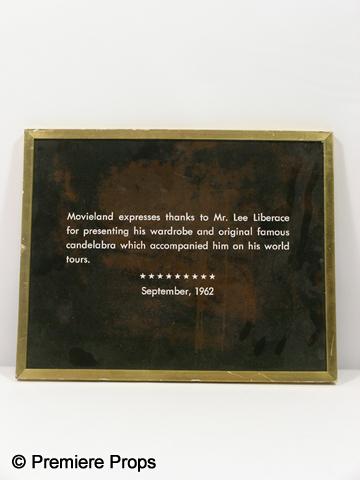 Movieland expresses thanks to Mr. Lee Liberace
for presenting his wardrobe and original famous
candelabra which accompanied him on his world
tours.
★★★★★★★★★
September, 1962
© Premiere Props